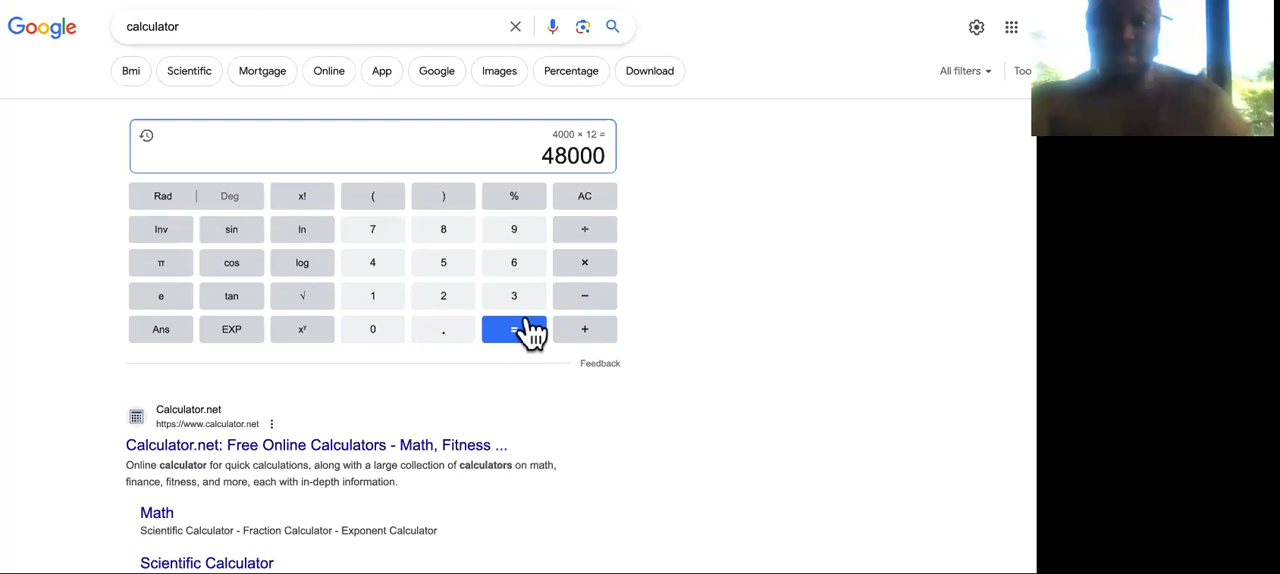 Google
calculator
Bmi
Scientific
Mortgage
Online
App
Google
Images
Percentage
Download
All filters
Too
4000 × 12 =
48000
Rad | Deg x! ( ) % AC
Inv sin ln 7 8 9 ÷
π cos log 4 5 6 ×
e tan √ 1 2 3 −
Ans EXP xʸ 0 . = +
Feedback
Calculator.net
https://www.calculator.net
Calculator.net: Free Online Calculators - Math, Fitness ...
Online calculator for quick calculations, along with a large collection of calculators on math,
finance, fitness, and more, each with in-depth information.
Math
Scientific Calculator - Fraction Calculator - Exponent Calculator
Scientific Calculator